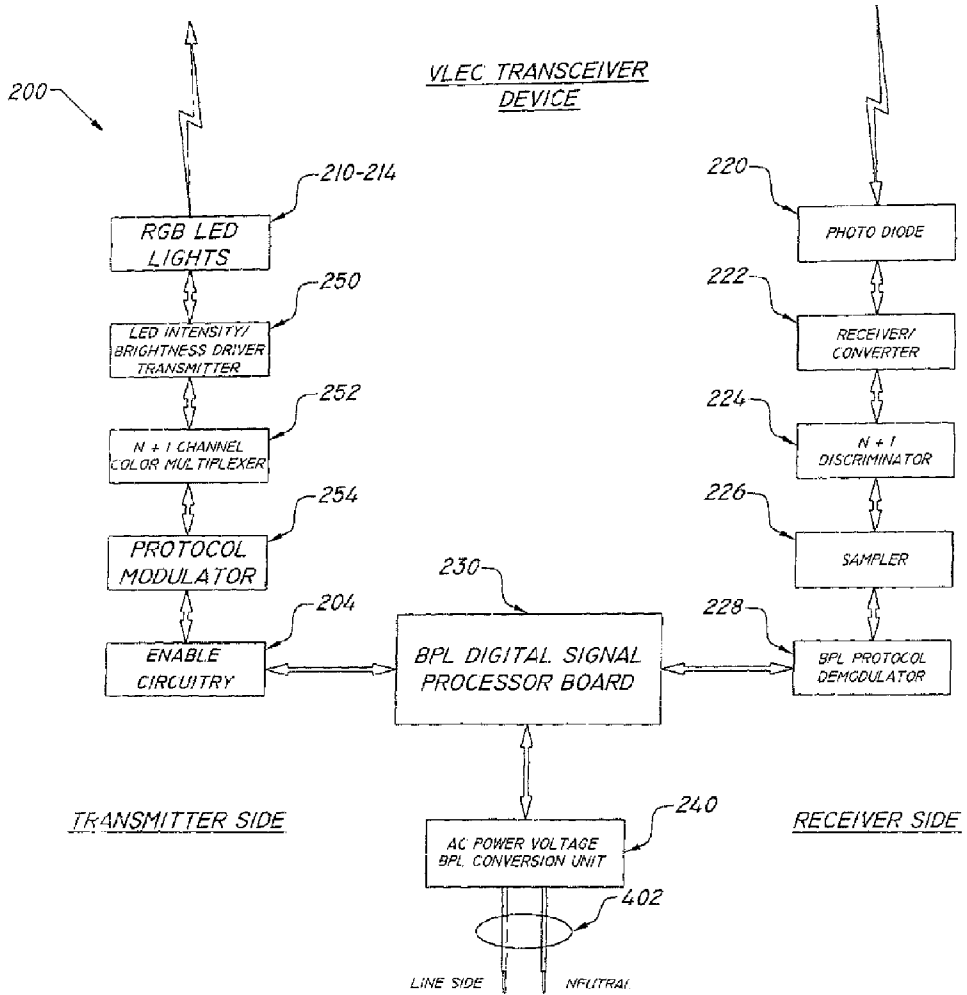 VLEC TRANSCEIVER
DEVICE
200
210-214
RGB LED
LIGHTS
250
LED INTENSITY/
BRIGHTNESS DRIVER
TRANSMITTER
252
N + 1 CHANNEL
COLOR MULTIPLEXER
254
PROTOCOL
MODULATOR
204
ENABLE
CIRCUITRY
230
BPL DIGITAL SIGNAL
PROCESSOR BOARD
220
PHOTO DIODE
222
RECEIVER/
CONVERTER
224
N + 1
DISCRIMINATOR
226
SAMPLER
228
BPL PROTOCOL
DEMODULATOR
TRANSMITTER SIDE
RECEIVER SIDE
240
AC POWER VOLTAGE
BPL CONVERSION UNIT
402
LINE SIDE
NEUTRAL